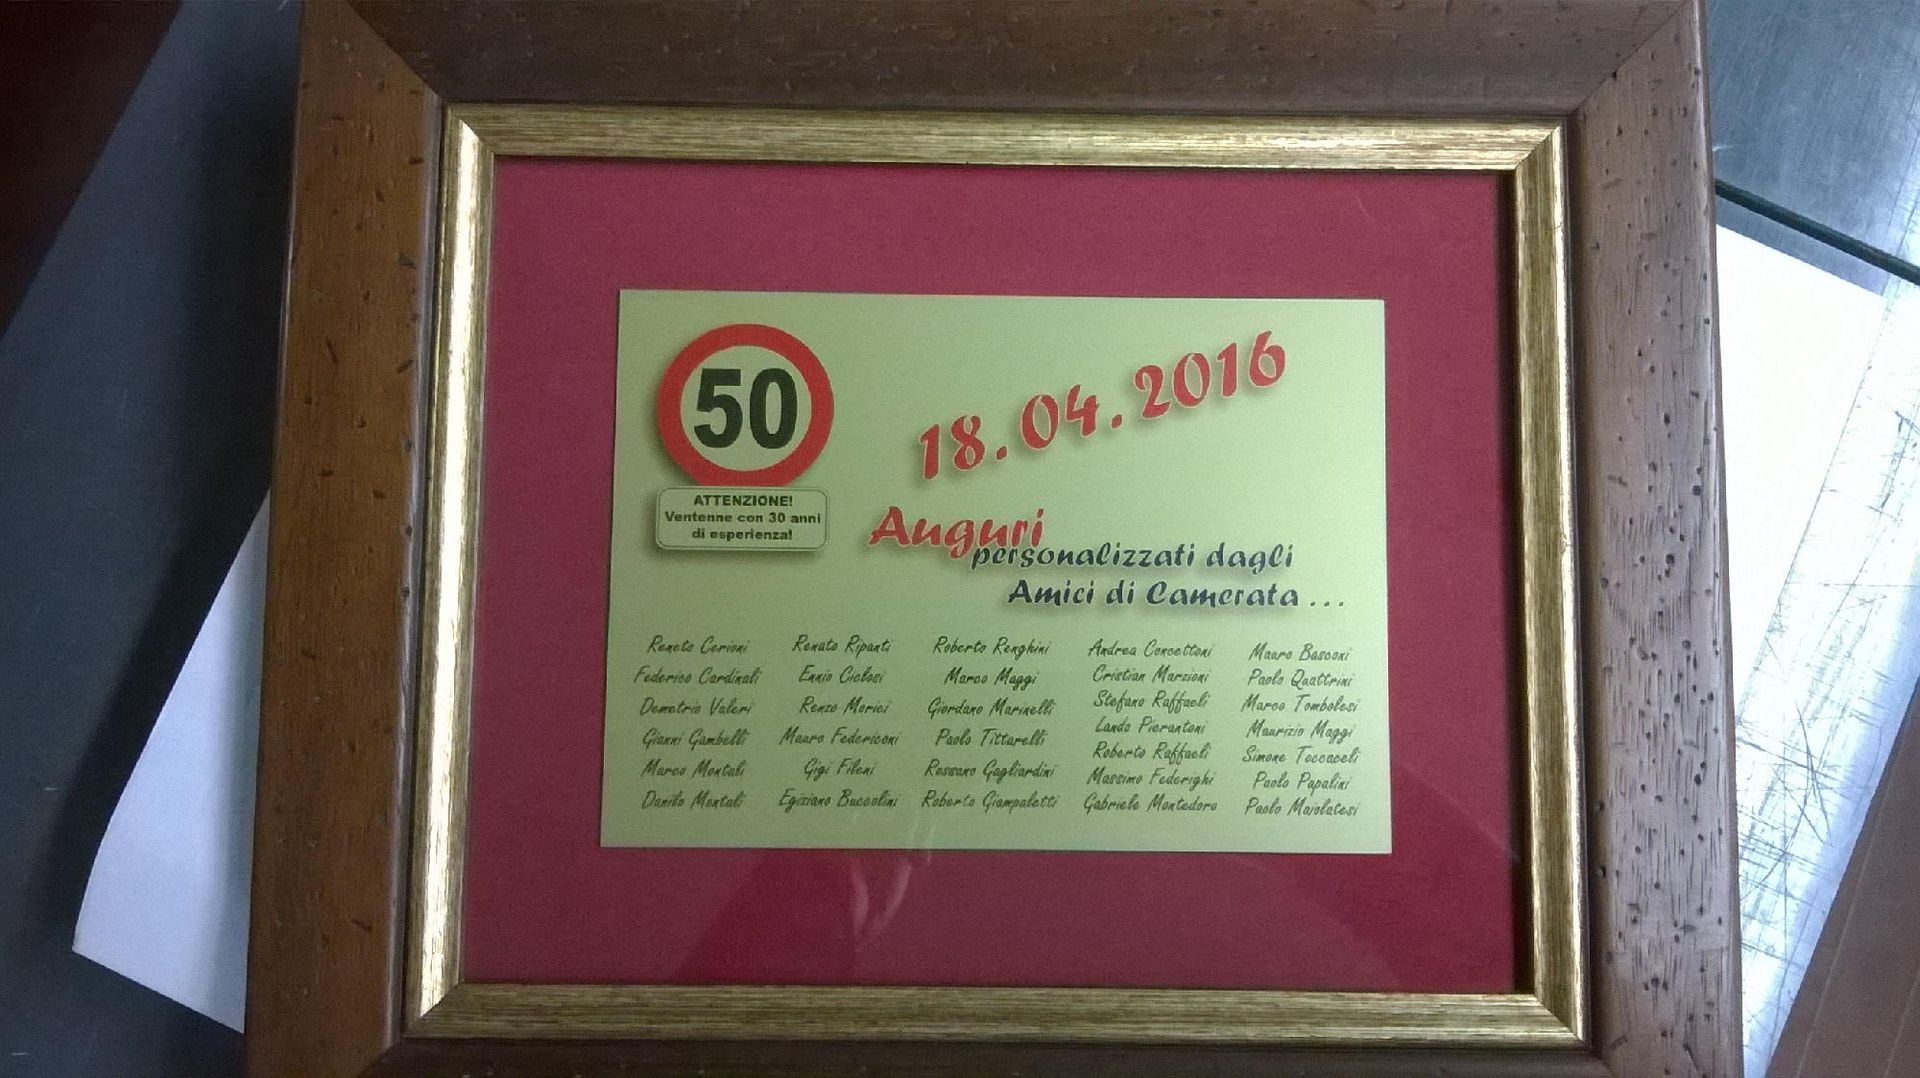 50
ATTENZIONE!
Ventenne con 30 anni
di esperienza!
18.04.2016
Auguri
personalizzati dagli
Amici di Camerata ...
Reneto Cerioni
Federico Cardinali
Demetrio Valeri
Gianni Gambelli
Marco Montali
Danilo Montali
Renato Ripanti
Ennio Ciclosi
Renzo Morici
Mauro Federiconi
Gigi Fileni
Egiziano Buccolini
Roberto Renghini
Marco Maggi
Giordano Marinelli
Paolo Tittarelli
Rossano Gagliardini
Roberto Giampaletti
Andrea Concettoni
Cristian Marzioni
Stefano Raffaeli
Lando Pierantoni
Roberto Raffaeli
Massimo Federighi
Gabriele Montedoro
Mauro Basconi
Paolo Quattrini
Marco Tombolesi
Maurizio Maggi
Simone Toccaceli
Paolo Papalini
Paolo Maiolatesi